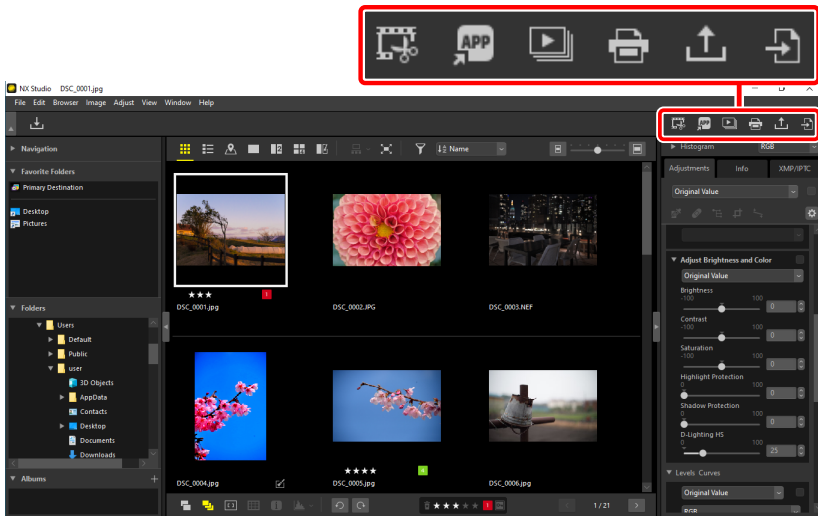 APP
NX Studio DSC_0001.jpg
File Edit Browser Image Adjust View Window Help
APP
Navigation
Favorite Folders
Primary Destination
Desktop
Pictures
Folders
Users
Default
Public
user
3D Objects
AppData
Contacts
Desktop
Documents
Downloads
Albums
Name
DSC_0001.jpg
1
DSC_0002.JPG
DSC_0003.NEF
DSC_0004.jpg
DSC_0005.jpg
DSC_0006.jpg
1
1/21
Histogram RGB
Adjustments Info XMP/IPTC
Original Value
Adjust Brightness and Color
Original Value
Brightness
-100 100
0
Contrast
-100 100
0
Saturation
-100 100
0
Highlight Protection
0 100
0
Shadow Protection
0 100
0
D-Lighting HS
0 100
25
Levels Curves
Original Value
RGB